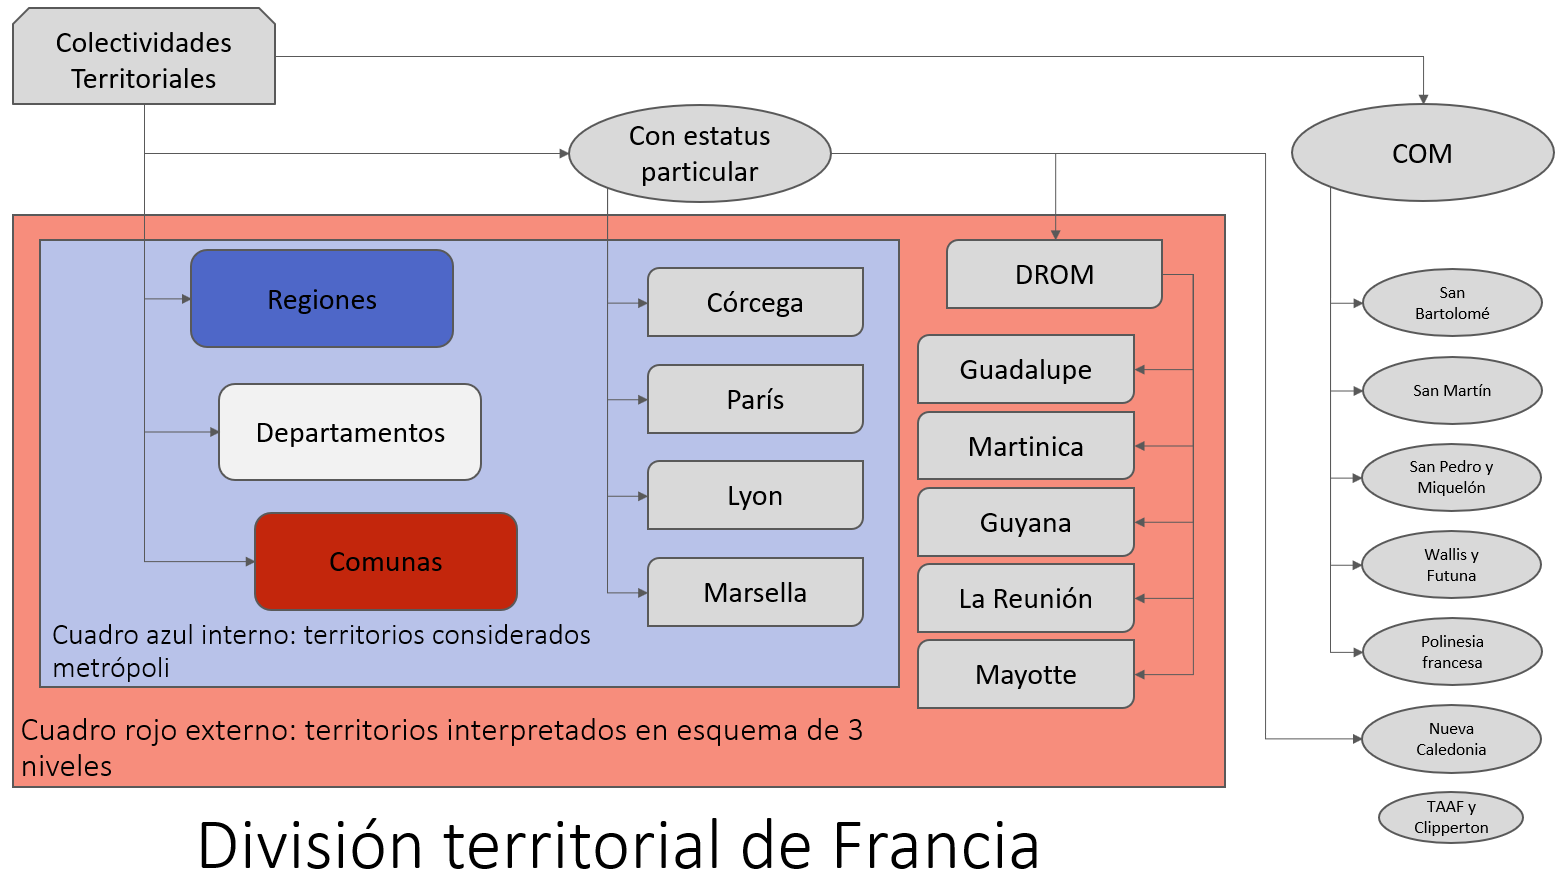 Colectividades
Territoriales
Con estatus
particular
COM
Regiones
Departamentos
Comunas
Cuadro azul interno: territorios considerados
metrópoli
Córcega
París
Lyon
Marsella
DROM
Guadalupe
Martinica
Guyana
La Reunión
Mayotte
Cuadro rojo externo: territorios interpretados en esquema de 3
niveles
San
Bartolomé
San Martín
San Pedro y
Miquelón
Wallis y
Futuna
Polinesia
francesa
Nueva
Caledonia
TAAF y
Clipperton
División territorial de Francia